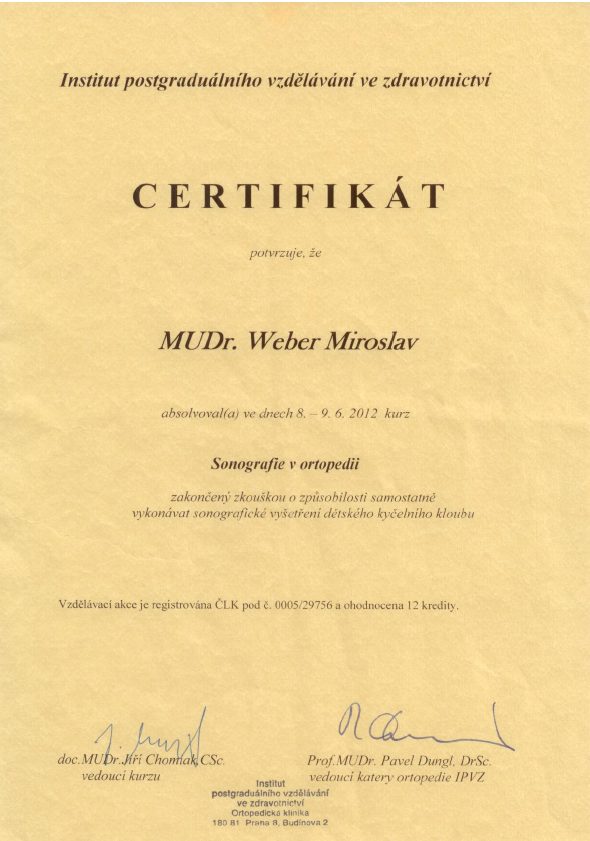 Institut postgraduálního vzdělávání ve zdravotnictví
CERTIFIKÁT
potvrzuje, že
MUDr. Weber Miroslav
absolvoval(a) ve dnech 8. – 9. 6. 2012 kurz
Sonografie v ortopedii
zakončený zkouškou o způsobilosti samostatně
vykonávat sonografické vyšetření dětského kyčelního kloubu
Vzdělávací akce je registrována ČLK pod č. 0005/29756 a ohodnocena 12 kredity.
doc.MUDr.Jiří Chomiak,CSc.
vedoucí kurzu
Prof.MUDr. Pavel Dungl, DrSc.
vedoucí katery ortopedie IPVZ
Institut
postgraduálního vzdělávání
ve zdravotnictví
Ortopedická klinika
180 81 Praha 8, Budínova 2